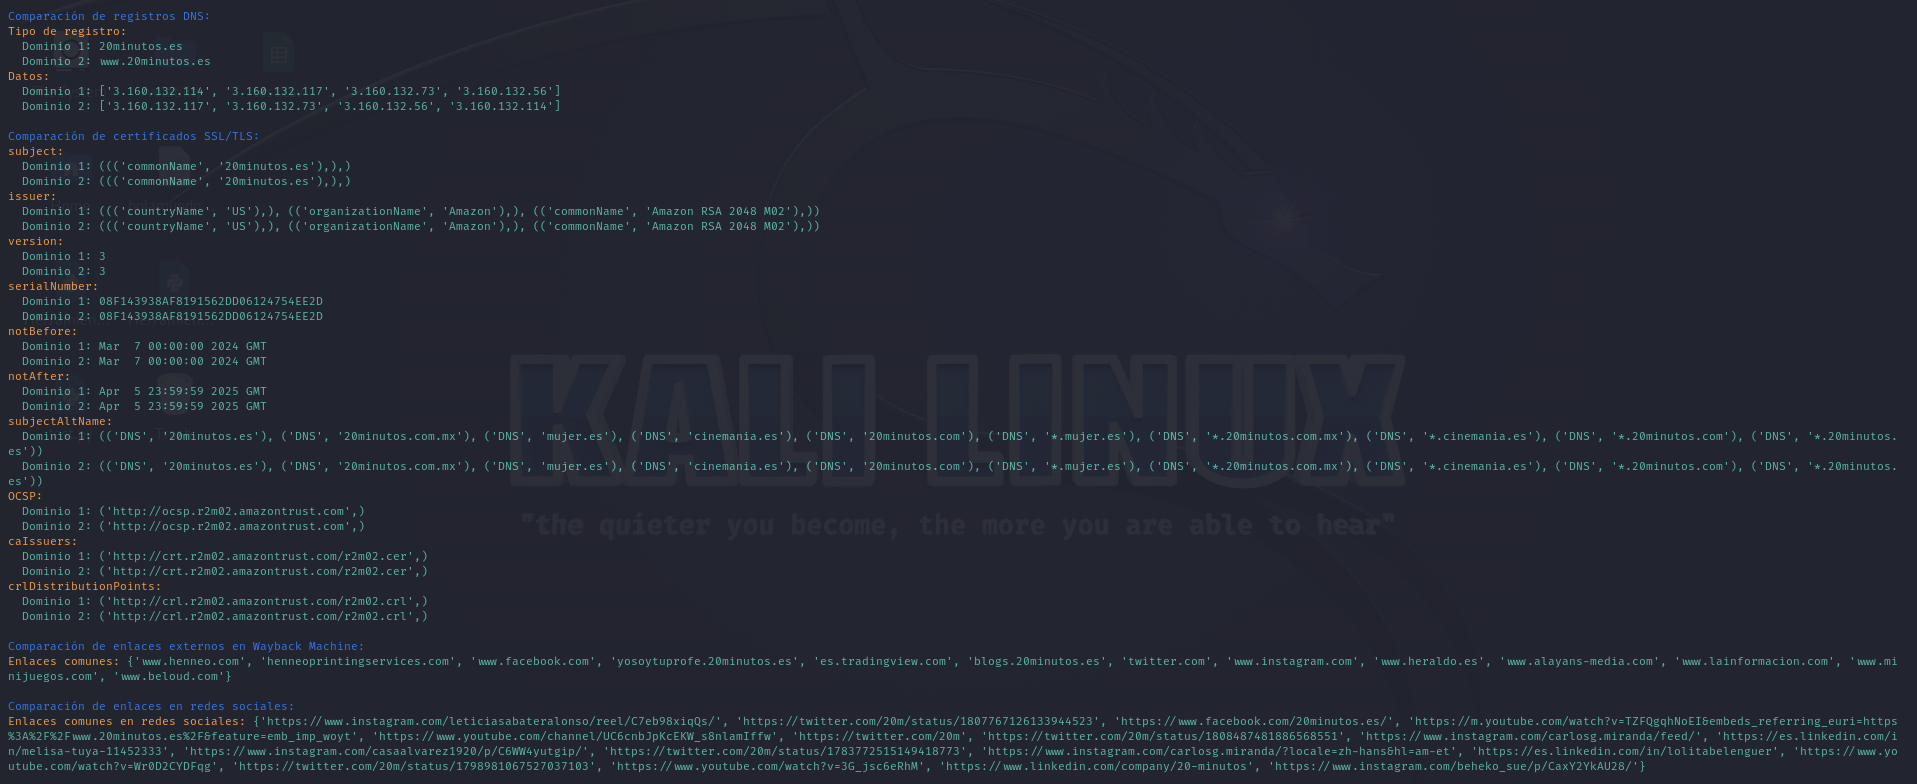 Comparación de registros DNS:
Tipo de registro:
  Dominio 1: 20minutos.es
  Dominio 2: www.20minutos.es
Datos:
  Dominio 1: ['3.160.132.114', '3.160.132.117', '3.160.132.73', '3.160.132.56']
  Dominio 2: ['3.160.132.117', '3.160.132.73', '3.160.132.56', '3.160.132.114']

Comparación de certificados SSL/TLS:
subject:
  Dominio 1: ((('commonName', '20minutos.es'),),)
  Dominio 2: ((('commonName', '20minutos.es'),),)
issuer:
  Dominio 1: ((('countryName', 'US'),), (('organizationName', 'Amazon'),), (('commonName', 'Amazon RSA 2048 M02'),))
  Dominio 2: ((('countryName', 'US'),), (('organizationName', 'Amazon'),), (('commonName', 'Amazon RSA 2048 M02'),))
version:
  Dominio 1: 3
  Dominio 2: 3
serialNumber:
  Dominio 1: 08F143938AF8191562DD06124754EE2D
  Dominio 2: 08F143938AF8191562DD06124754EE2D
notBefore:
  Dominio 1: Mar  7 00:00:00 2024 GMT
  Dominio 2: Mar  7 00:00:00 2024 GMT
notAfter:
  Dominio 1: Apr  5 23:59:59 2025 GMT
  Dominio 2: Apr  5 23:59:59 2025 GMT
subjectAltName:
  Dominio 1: (('DNS', '20minutos.es'), ('DNS', '20minutos.com.mx'), ('DNS', 'mujer.es'), ('DNS', 'cinemania.es'), ('DNS', '20minutos.com'), ('DNS', '*.mujer.es'), ('DNS', '*.20minutos.com.mx'), ('DNS', '*.cinemania.es'), ('DNS', '*.20minutos.com'), ('DNS', '*.20minutos.
es'))
  Dominio 2: (('DNS', '20minutos.es'), ('DNS', '20minutos.com.mx'), ('DNS', 'mujer.es'), ('DNS', 'cinemania.es'), ('DNS', '20minutos.com'), ('DNS', '*.mujer.es'), ('DNS', '*.20minutos.com.mx'), ('DNS', '*.cinemania.es'), ('DNS', '*.20minutos.com'), ('DNS', '*.20minutos.
es'))
OCSP:
  Dominio 1: ('http://ocsp.r2m02.amazontrust.com',)
  Dominio 2: ('http://ocsp.r2m02.amazontrust.com',)
caIssuers:
  Dominio 1: ('http://crt.r2m02.amazontrust.com/r2m02.cer',)
  Dominio 2: ('http://crt.r2m02.amazontrust.com/r2m02.cer',)
crlDistributionPoints:
  Dominio 1: ('http://crl.r2m02.amazontrust.com/r2m02.crl',)
  Dominio 2: ('http://crl.r2m02.amazontrust.com/r2m02.crl',)
KALI LINUX
"the quieter you become, the more you are able to hear"

Comparación de enlaces externos en Wayback Machine:
Enlaces comunes: {'www.henneo.com', 'henneoprintingservices.com', 'www.facebook.com', 'yosoytuprofe.20minutos.es', 'es.tradingview.com', 'blogs.20minutos.es', 'twitter.com', 'www.instagram.com', 'www.heraldo.es', 'www.alayans-media.com', 'www.lainformacion.com', 'www.mi
nijuegos.com', 'www.beloud.com'}

Comparación de enlaces en redes sociales:
Enlaces comunes en redes sociales: {'https://www.instagram.com/leticiasabateralonso/reel/C7eb98xiqQs/', 'https://twitter.com/20m/status/1807767126133944523', 'https://www.facebook.com/20minutos.es/', 'https://m.youtube.com/watch?v=TZFQgqhNoEI&embeds_referring_euri=https
%3A%2F%2Fwww.20minutos.es%2F&feature=emb_imp_woyt', 'https://www.youtube.com/channel/UC6cnbJpKcEKW_s8nlamIffw', 'https://twitter.com/20m', 'https://twitter.com/20m/status/1808487481886568551', 'https://www.instagram.com/carlosg.miranda/feed/', 'https://es.linkedin.com/i
n/melisa-tuya-11452333', 'https://www.instagram.com/casaalvarez1920/p/C6WW4yutgip/', 'https://twitter.com/20m/status/1783772515149418773', 'https://www.instagram.com/carlosg.miranda/?locale=zh-hans&hl=am-et', 'https://es.linkedin.com/in/lolitabelenguer', 'https://www.yo
utube.com/watch?v=Wr0D2CYDFqg', 'https://twitter.com/20m/status/1798981067527037103', 'https://www.youtube.com/watch?v=3G_jsc6eRhM', 'https://www.linkedin.com/company/20-minutos', 'https://www.instagram.com/beheko_sue/p/CaxY2YkAU28/'}